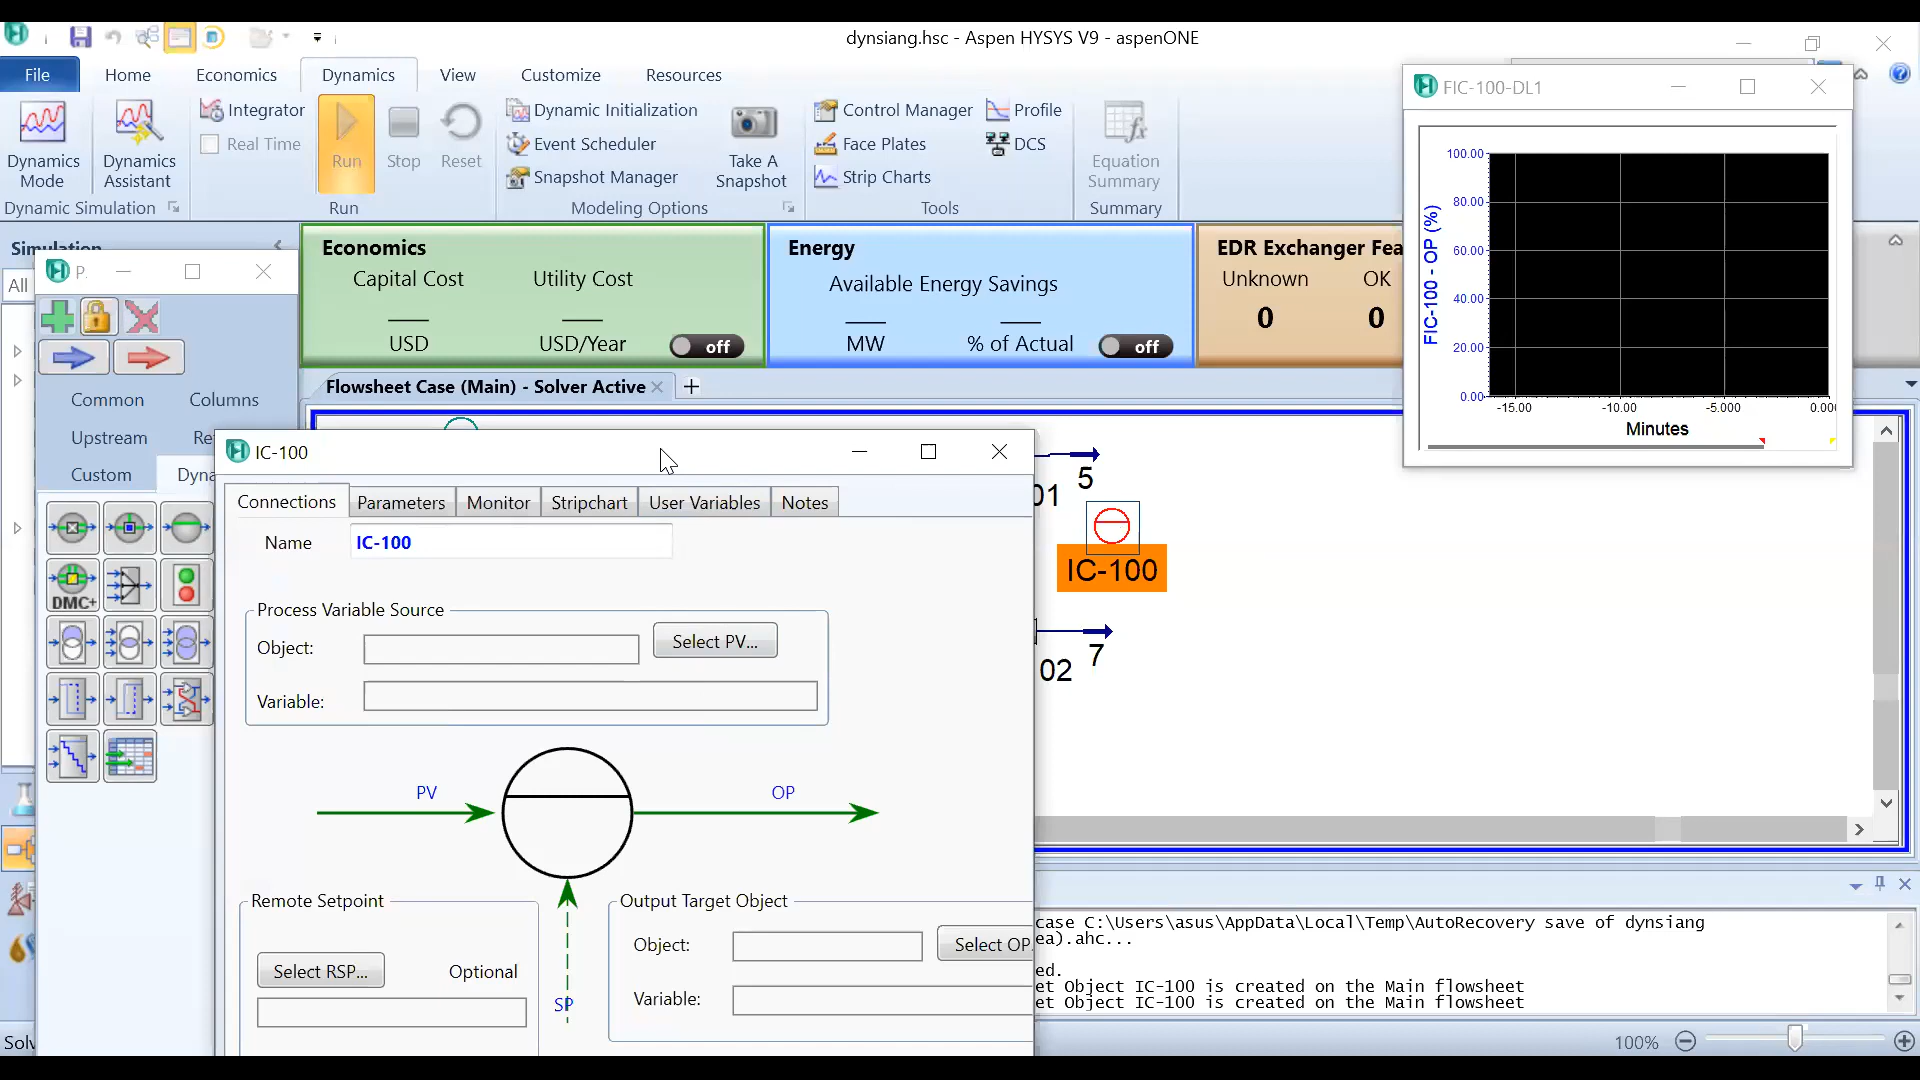 dynsiang.hsc - Aspen HYSYS V9 - aspenONE
File
Home
Economics
Dynamics
View
Customize
Resources
Dynamics Mode
Dynamics Assistant
Dynamic Simulation
Integrator
Real Time
Run
Stop
Reset
Run
Dynamic Initialization
Event Scheduler
Snapshot Manager
Take A Snapshot
Modeling Options
Control Manager
Face Plates
Strip Charts
Profile
DCS
Tools
Equation Summary
Summary
FIC-100-DL1
100.00
80.00
60.00
40.00
20.00
0.00
FIC-100 - OP (%)
-15.00
-10.00
-5.000
Minutes
All
P.
Common
Columns
Upstream
Custom
DMC+
Economics
Capital Cost
Utility Cost
USD
USD/Year
off
Energy
Available Energy Savings
MW
% of Actual
off
EDR Exchanger Fea
Unknown
OK
0
0
Flowsheet Case (Main) - Solver Active
IC-100
Connections
Parameters
Monitor
Stripchart
User Variables
Notes
Name
IC-100
Process Variable Source
Object:
Select PV...
Variable:
PV
OP
SP
Remote Setpoint
Select RSP...
Optional
Output Target Object
Object:
Select OP
Variable:
5
01
IC-100
7
02
case C:\Users\asus\AppData\Local\Temp\AutoRecovery save of dynsiang
ea).ahc...
ed.
et Object IC-100 is created on the Main flowsheet
et Object IC-100 is created on the Main flowsheet
100%